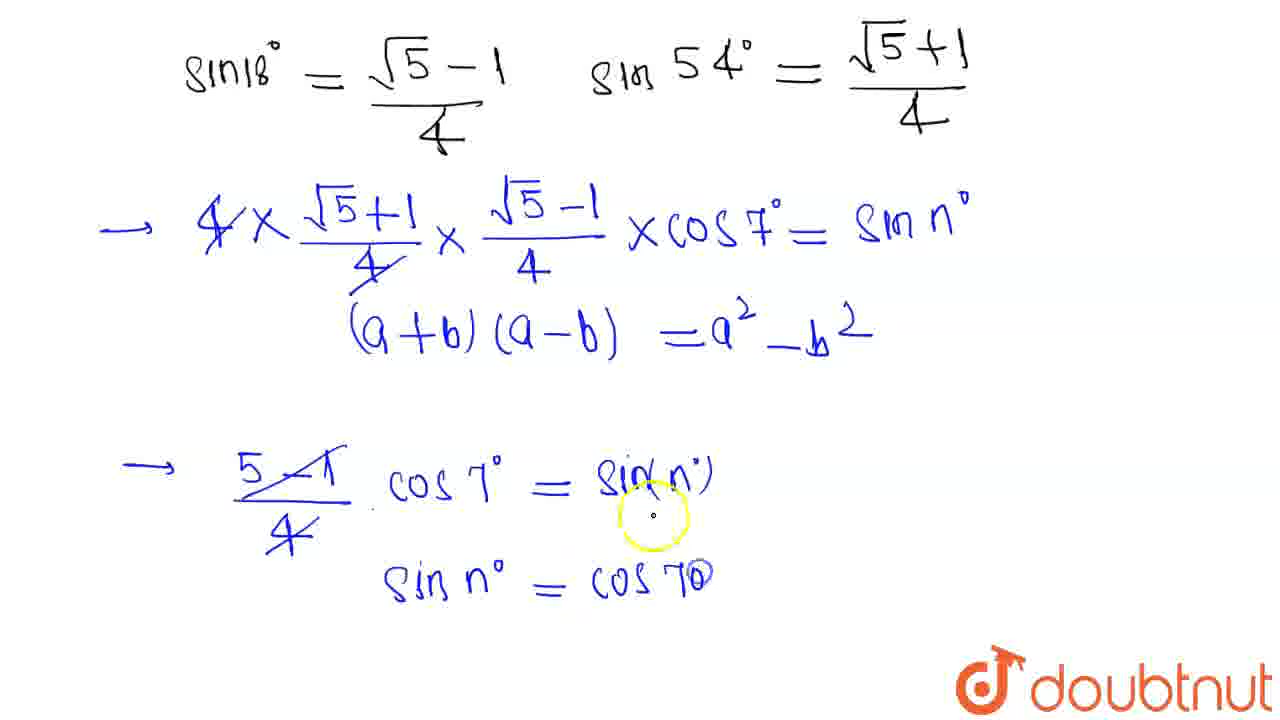 sin18° = (√5 − 1)/4    sin 54° = (√5 + 1)/4
→ 4 × (√5 + 1)/4 × (√5 − 1)/4 × cos 7° = sin n°
(a + b) (a − b) = a² − b²
→ (5 − 1)/4 . cos 7° = sin(n°)
sin n° = cos 7°
doubtnut